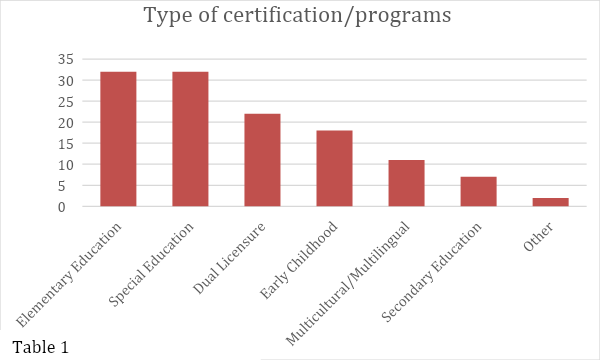 Type of certification/programs
35
30
25
20
15
10
5
0
Elementary Education
Special Education
Dual Licensure
Early Childhood
Multicultural/Multilingual
Secondary Education
Other
Table 1